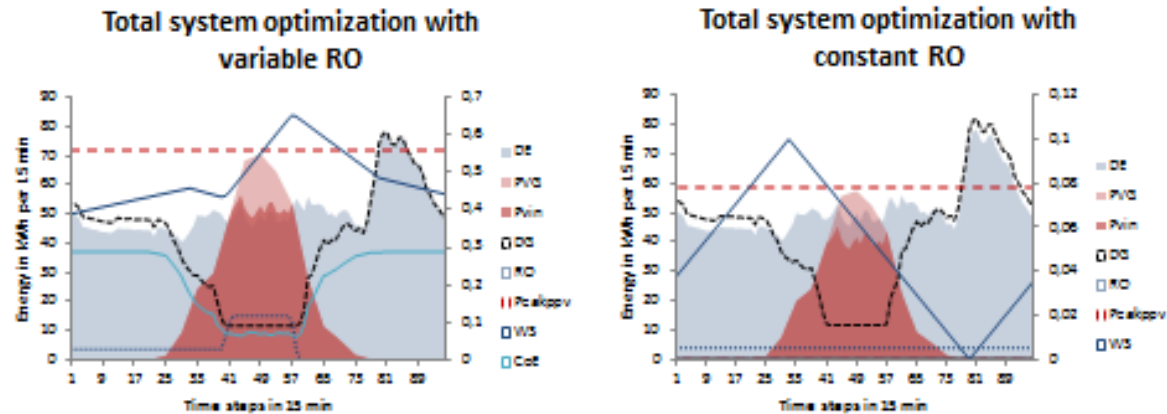 Total system optimization with
variable RO
Energy in kWh per 15 min
90
80
70
60
50
40
30
20
10
0
0,7
0,6
0,5
0,4
0,3
0,2
0,1
0
1 9 17 25 33 41 49 57 65 73 81 89
Time steps in 15 min
DE
PVG
Pvin
DG
RO
Peakppv
WS
CoE
Total system optimization with
constant RO
Energy in kWh per 15 min
90
80
70
60
50
40
30
20
10
0
0,12
0,1
0,08
0,06
0,04
0,02
0
1 9 17 25 33 41 49 57 65 73 81 89
Time steps in 15 min
DE
PVG
Pvin
DG
RO
Peakppv
WS